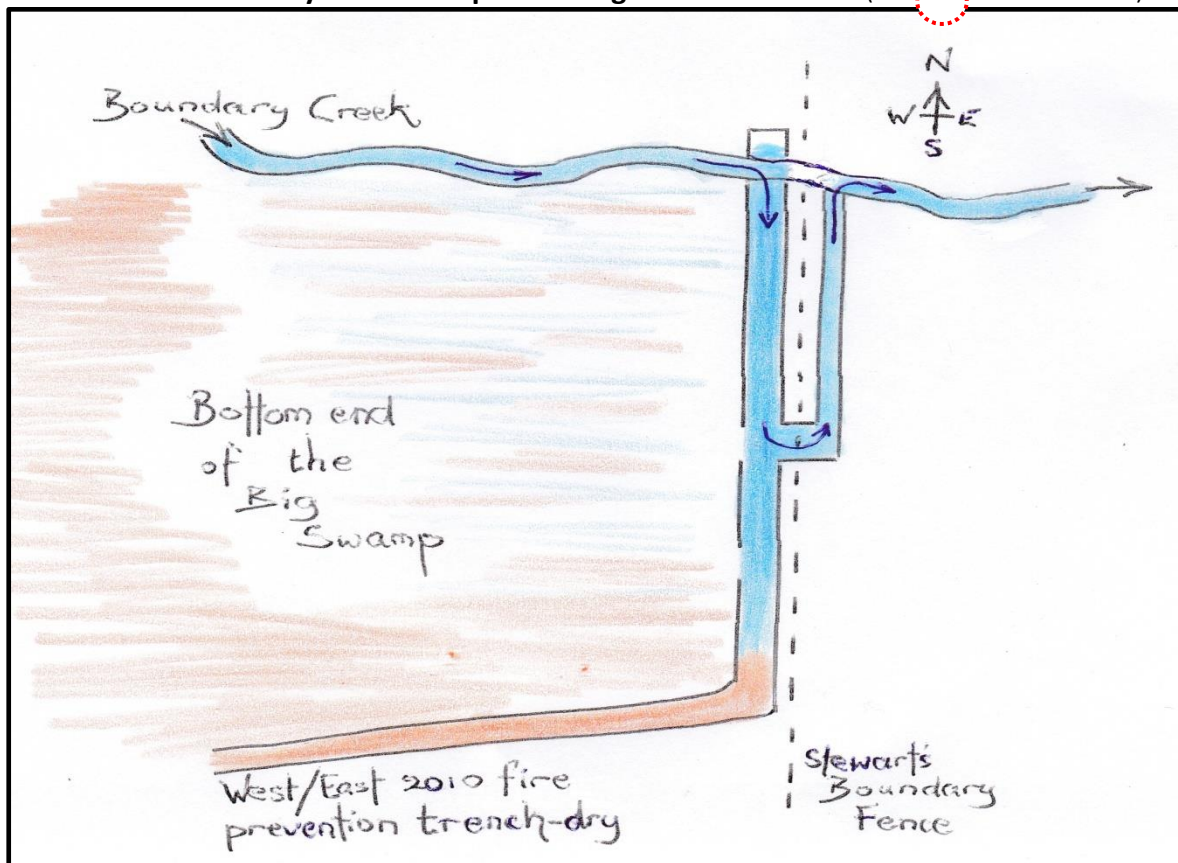 Boundary Creek
N
W E
S
Bottom end
of the
Big
Swamp
West/East 2010 fire
prevention trench-dry
Stewart's
Boundary
Fence